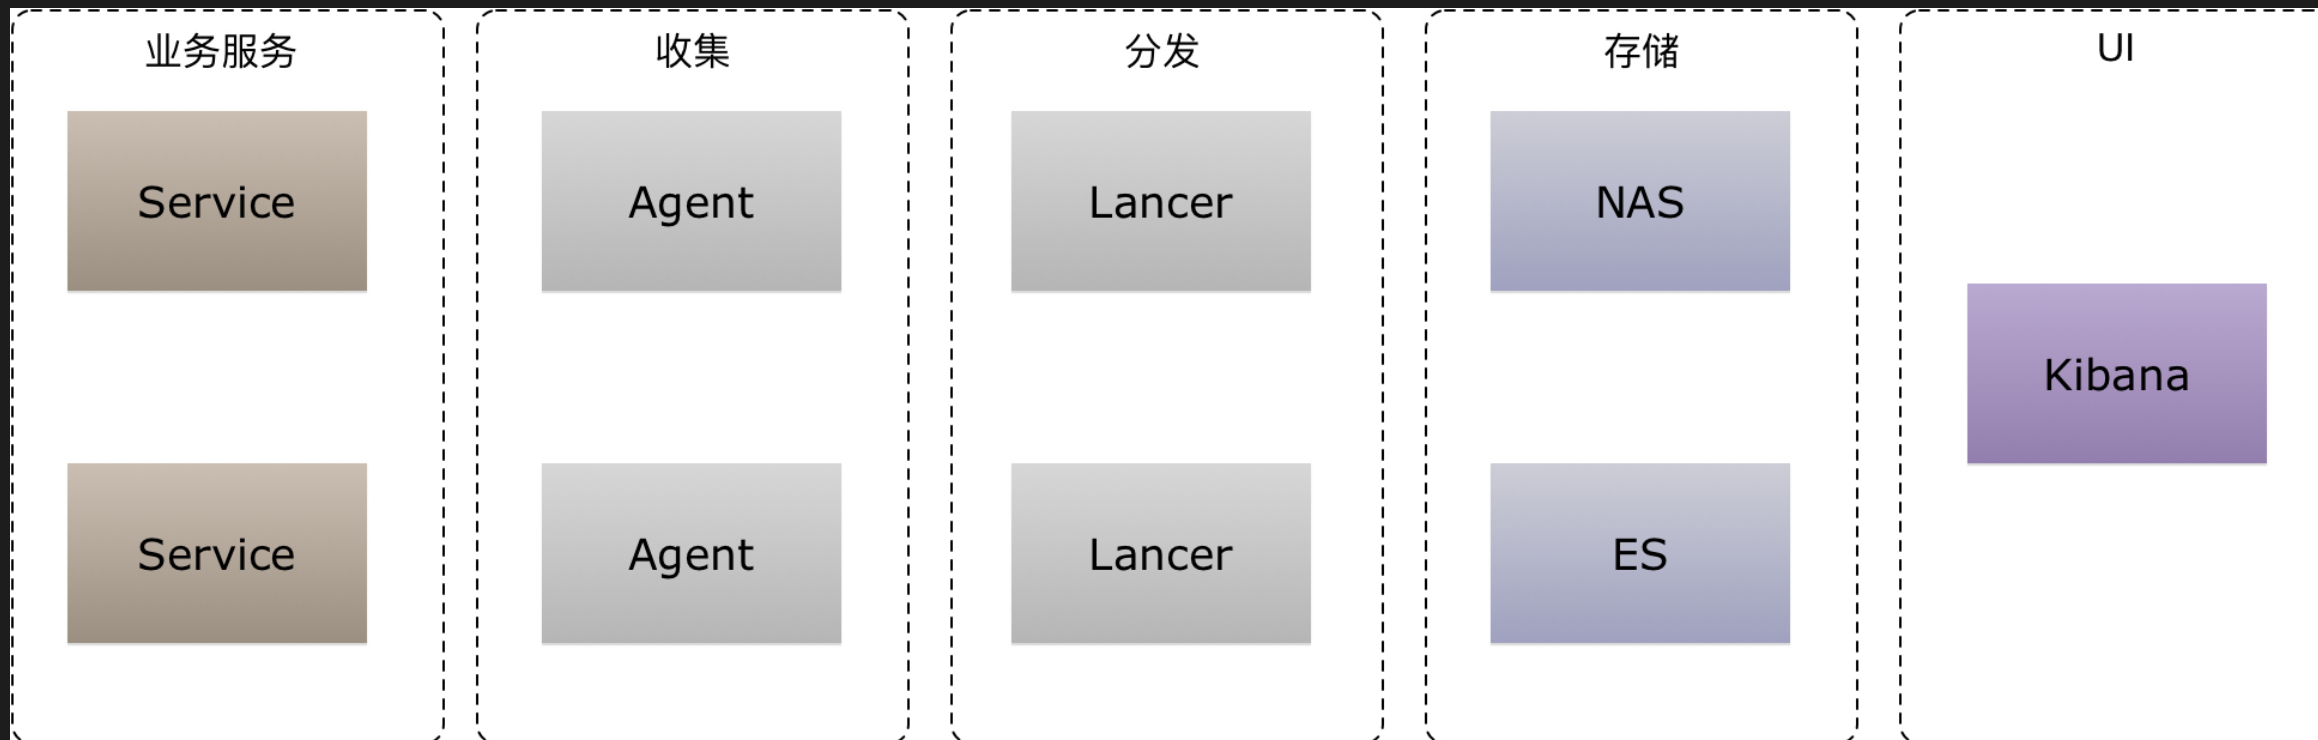 业务服务
收集
分发
存储
UI
Service
Agent
Lancer
NAS
Kibana
Service
Agent
Lancer
ES